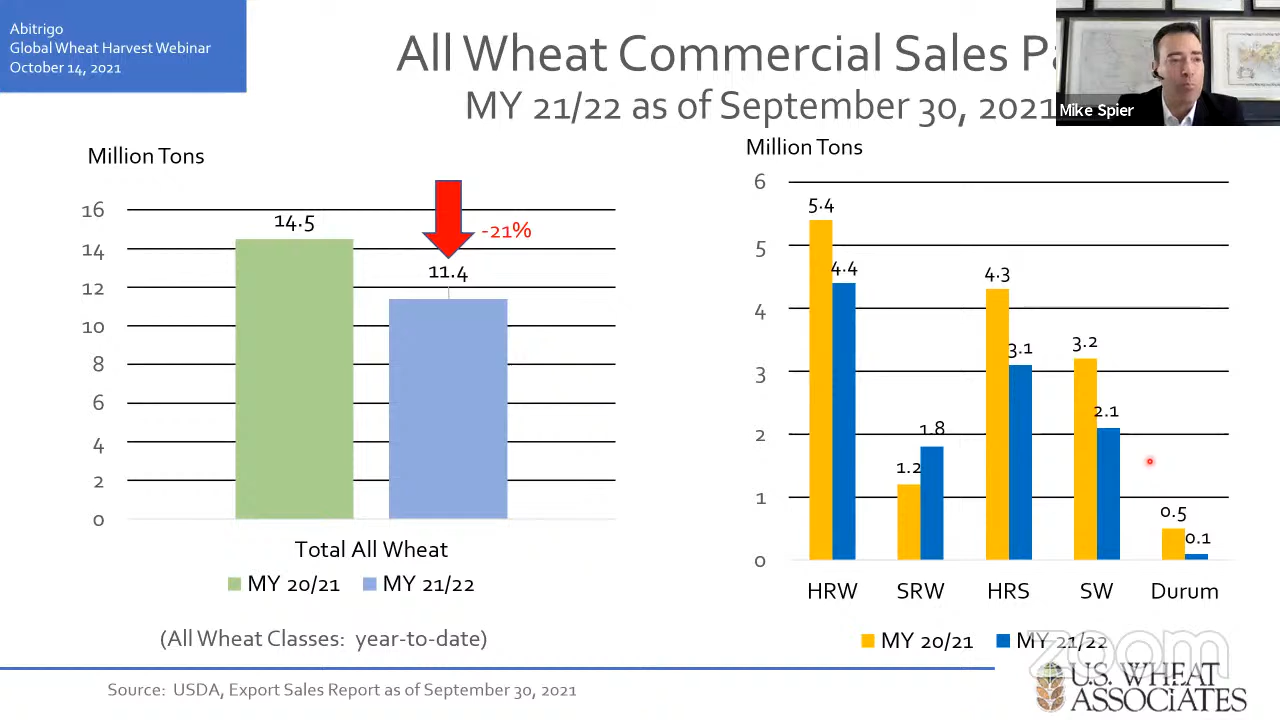 Abitrigo
Global Wheat Harvest Webinar
October 14, 2021
All Wheat Commercial Sales
MY 21/22 as of September 30, 2021
Mike Spier
Million Tons
16
14
12
10
8
6
4
2
0
14.5
-21%
11.4
Total All Wheat
MY 20/21 MY 21/22
(All Wheat Classes: year-to-date)
Million Tons
6
5
4
3
2
1
0
5.4
4.4
1.2
1.8
4.3
3.1
3.2
2.1
0.5
0.1
HRW SRW HRS SW Durum
MY 20/21 MY 21/22
zoom
Source: USDA, Export Sales Report as of September 30, 2021
U.S. WHEAT
ASSOCIATES